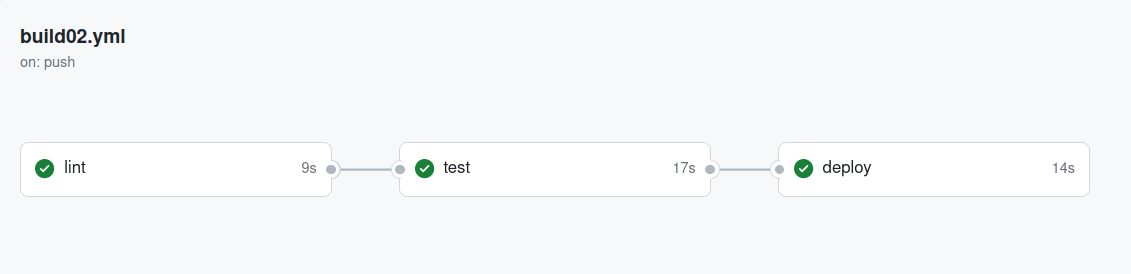 build02.yml
on: push
lint 9s
test 17s
deploy 14s